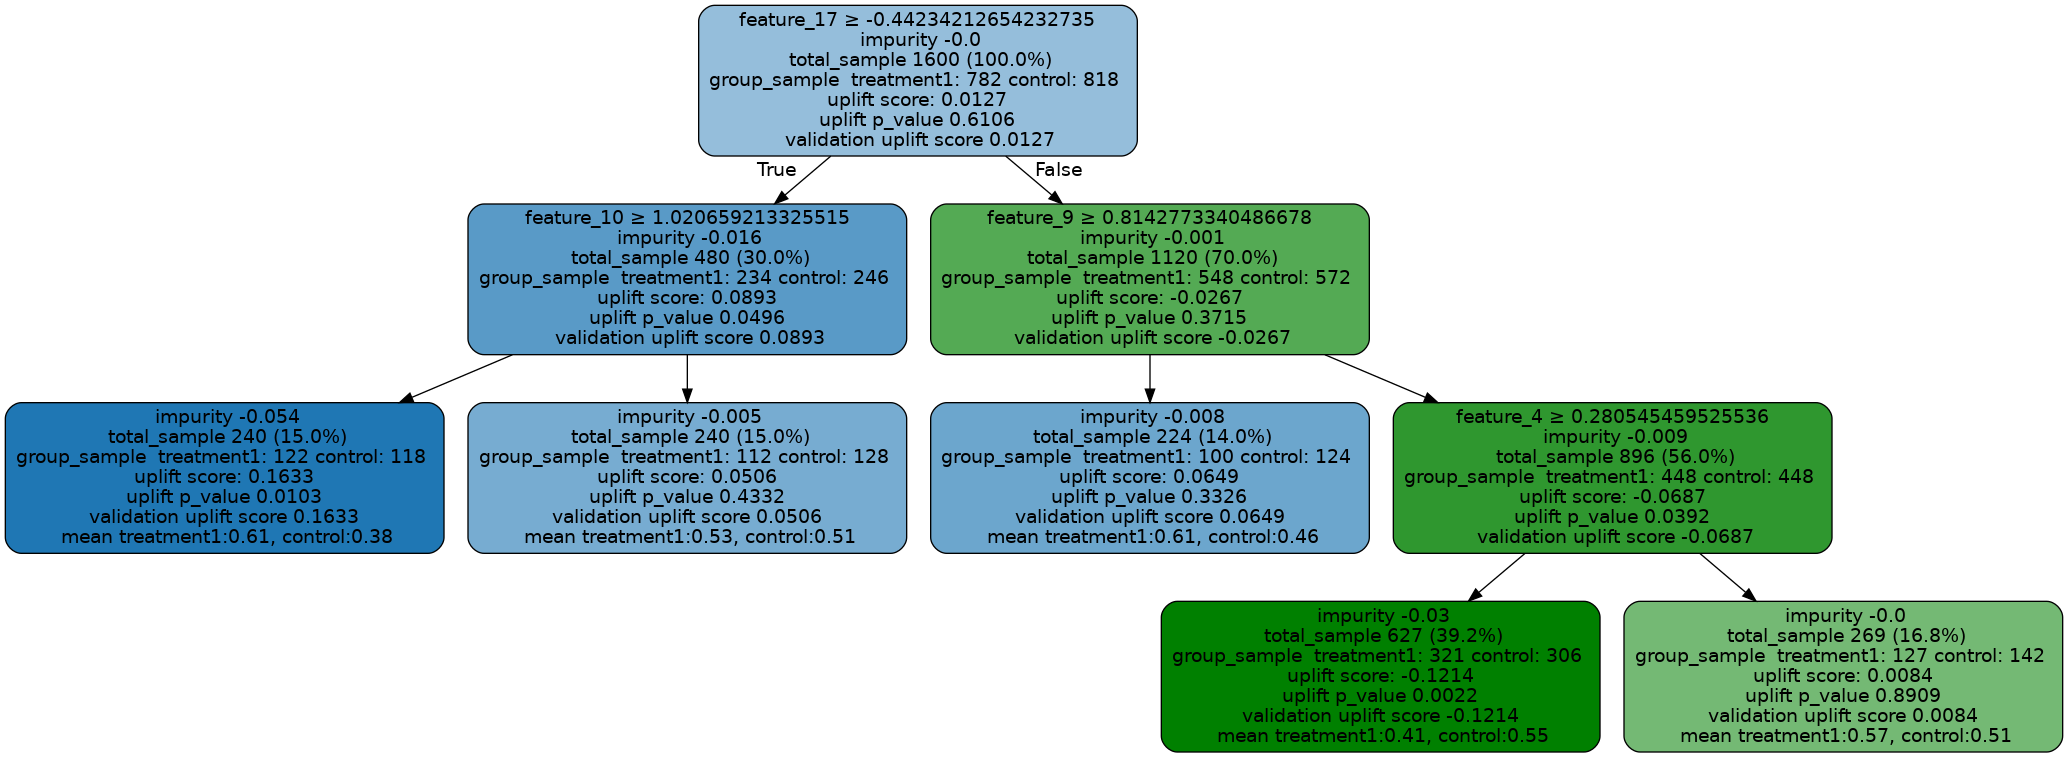 feature_17 ≥ -0.44234212654232735
impurity -0.0
total_sample 1600 (100.0%)
group_sample  treatment1: 782 control: 818
uplift score: 0.0127
uplift p_value 0.6106
validation uplift score 0.0127
True
False
feature_10 ≥ 1.020659213325515
impurity -0.016
total_sample 480 (30.0%)
group_sample  treatment1: 234 control: 246
uplift score: 0.0893
uplift p_value 0.0496
validation uplift score 0.0893
feature_9 ≥ 0.8142773340486678
impurity -0.001
total_sample 1120 (70.0%)
group_sample  treatment1: 548 control: 572
uplift score: -0.0267
uplift p_value 0.3715
validation uplift score -0.0267
impurity -0.054
total_sample 240 (15.0%)
group_sample  treatment1: 122 control: 118
uplift score: 0.1633
uplift p_value 0.0103
validation uplift score 0.1633
mean treatment1:0.61, control:0.38
impurity -0.005
total_sample 240 (15.0%)
group_sample  treatment1: 112 control: 128
uplift score: 0.0506
uplift p_value 0.4332
validation uplift score 0.0506
mean treatment1:0.53, control:0.51
impurity -0.008
total_sample 224 (14.0%)
group_sample  treatment1: 100 control: 124
uplift score: 0.0649
uplift p_value 0.3326
validation uplift score 0.0649
mean treatment1:0.61, control:0.46
feature_4 ≥ 0.280545459525536
impurity -0.009
total_sample 896 (56.0%)
group_sample  treatment1: 448 control: 448
uplift score: -0.0687
uplift p_value 0.0392
validation uplift score -0.0687
impurity -0.03
total_sample 627 (39.2%)
group_sample  treatment1: 321 control: 306
uplift score: -0.1214
uplift p_value 0.0022
validation uplift score -0.1214
mean treatment1:0.41, control:0.55
impurity -0.0
total_sample 269 (16.8%)
group_sample  treatment1: 127 control: 142
uplift score: 0.0084
uplift p_value 0.8909
validation uplift score 0.0084
mean treatment1:0.57, control:0.51